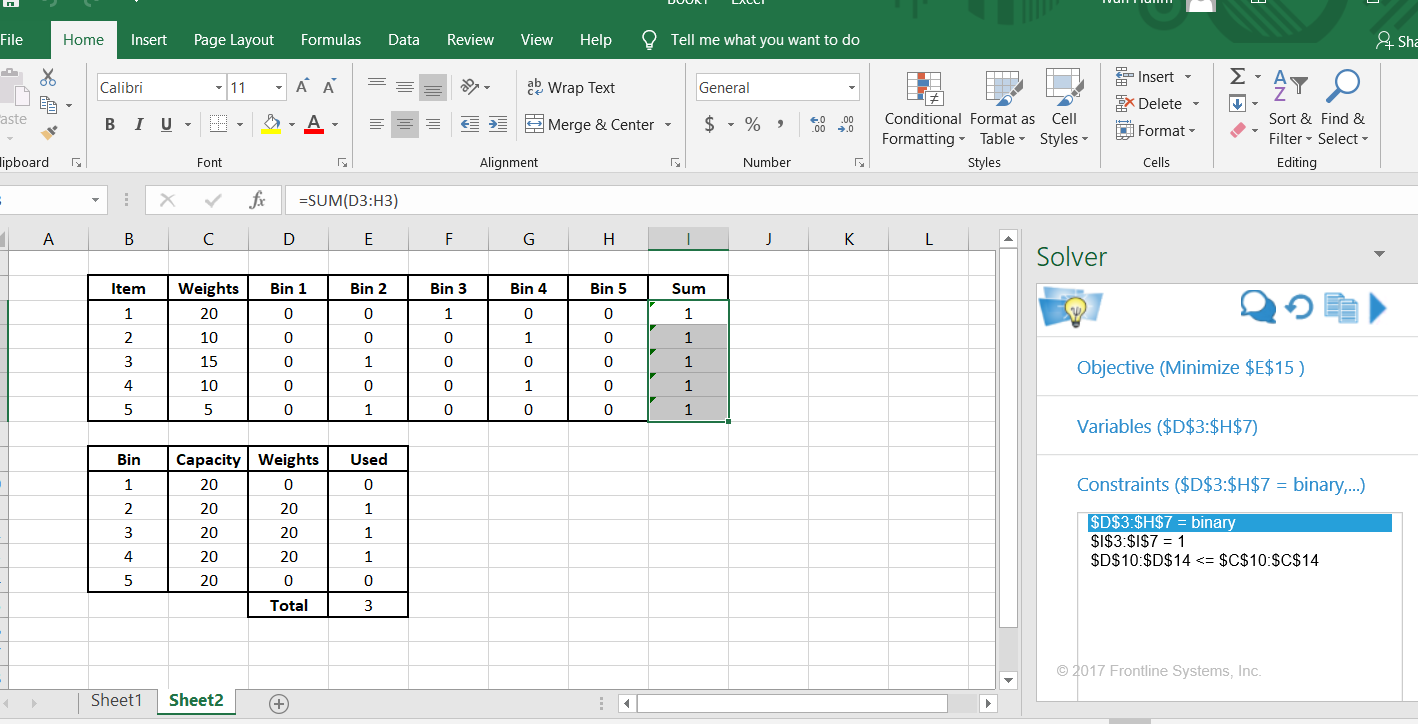 File Home Insert Page Layout Formulas Data Review View Help Tell me what you want to do
Calibri 11 Wrap Text General Insert
Conditional Format as Cell Delete Sort & Find &
B I U Merge & Center $ % Formatting Table Styles Format Filter Select
Font Alignment Number Styles Cells Editing
fx =SUM(D3:H3)
A B C D E F G H I J K L
Item Weights Bin 1 Bin 2 Bin 3 Bin 4 Bin 5 Sum
1 20 0 0 1 0 0 1
2 10 0 0 0 1 0 1
3 15 0 1 0 0 0 1
4 10 0 0 0 1 0 1
5 5 0 1 0 0 0 1
Bin Capacity Weights Used
1 20 0 0
2 20 20 1
3 20 20 1
4 20 20 1
5 20 0 0
Total 3
Sheet1 Sheet2
Solver
Objective (Minimize $E$15 )
Variables ($D$3:$H$7)
Constraints ($D$3:$H$7 = binary,...)
$D$3:$H$7 = binary
$I$3:$I$7 = 1
$D$10:$D$14 <= $C$10:$C$14
© 2017 Frontline Systems, Inc.